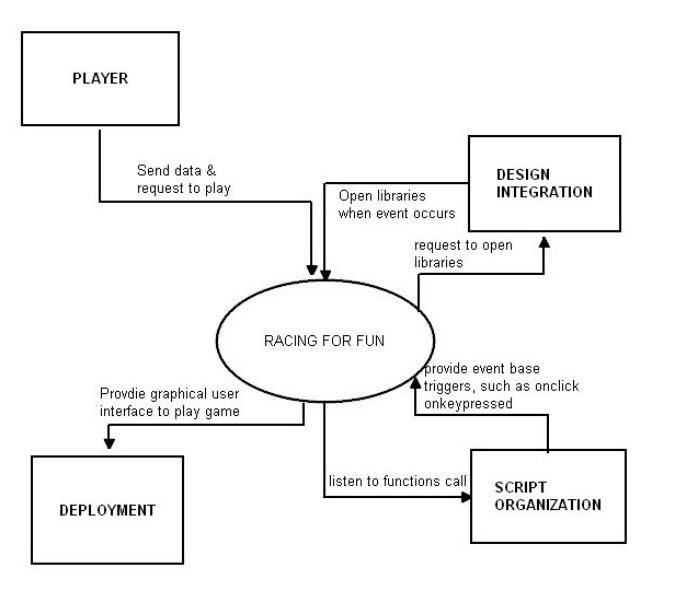 PLAYER
Send data &
request to play
DESIGN
INTEGRATION
Open libraries
when event occurs
request to open
libraries
RACING FOR FUN
provide event base
triggers, such as onclick
onkeypressed
Provdie graphical user
interface to play game
listen to functions call
SCRIPT
ORGANIZATION
DEPLOYMENT